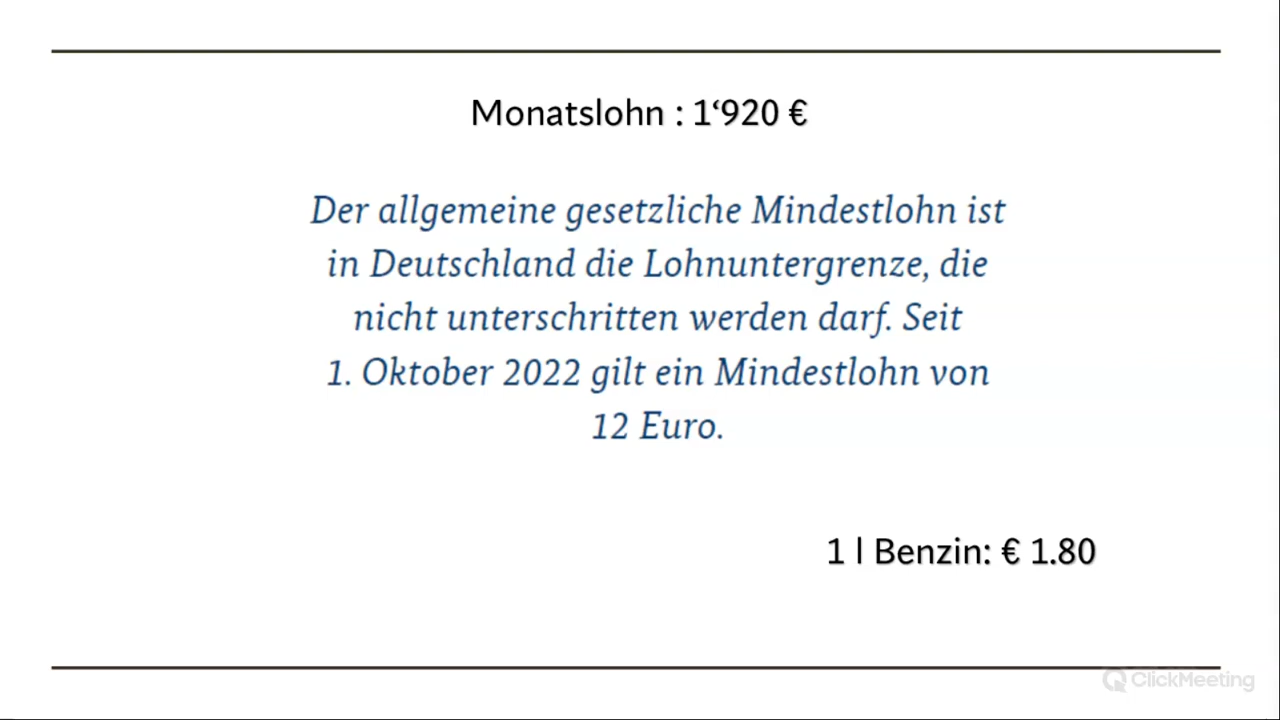 Monatslohn : 1‘920 €
Der allgemeine gesetzliche Mindestlohn ist
in Deutschland die Lohnuntergrenze, die
nicht unterschritten werden darf. Seit
1. Oktober 2022 gilt ein Mindestlohn von
12 Euro.
1 l Benzin: € 1.80
ClickMeeting